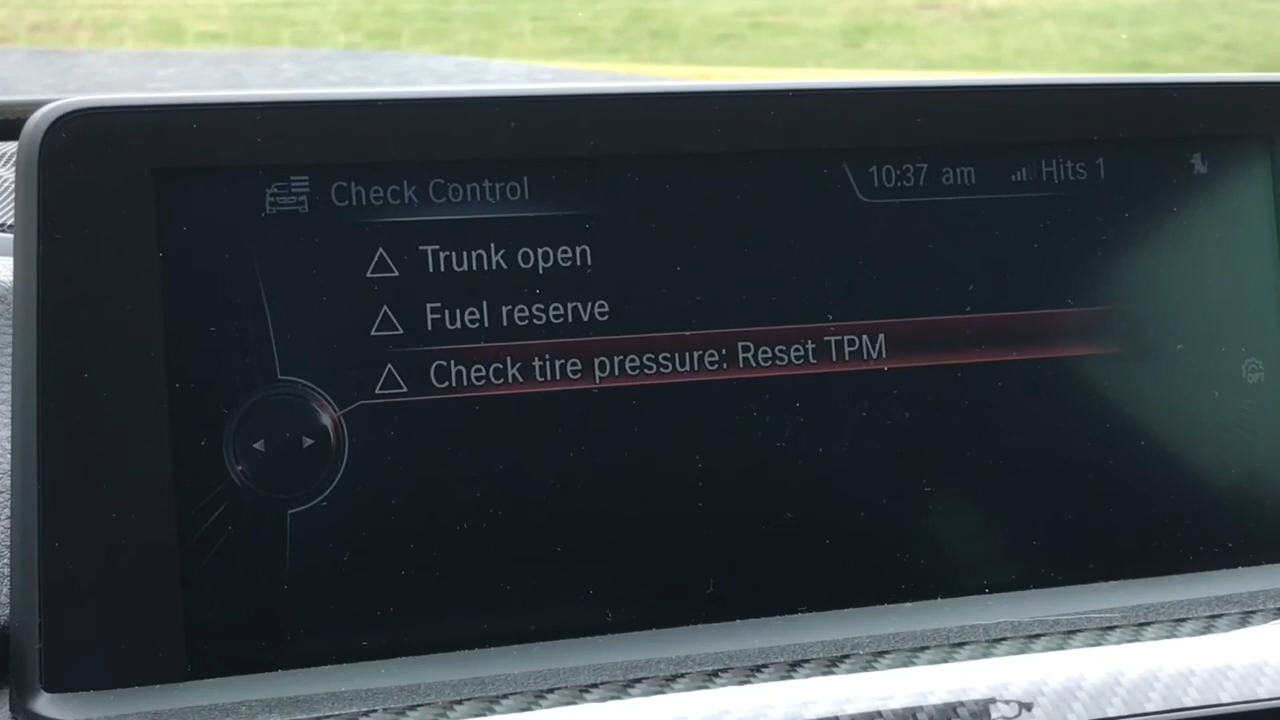 Check Control
10:37 am
Hits 1
Trunk open
Fuel reserve
Check tire pressure: Reset TPM